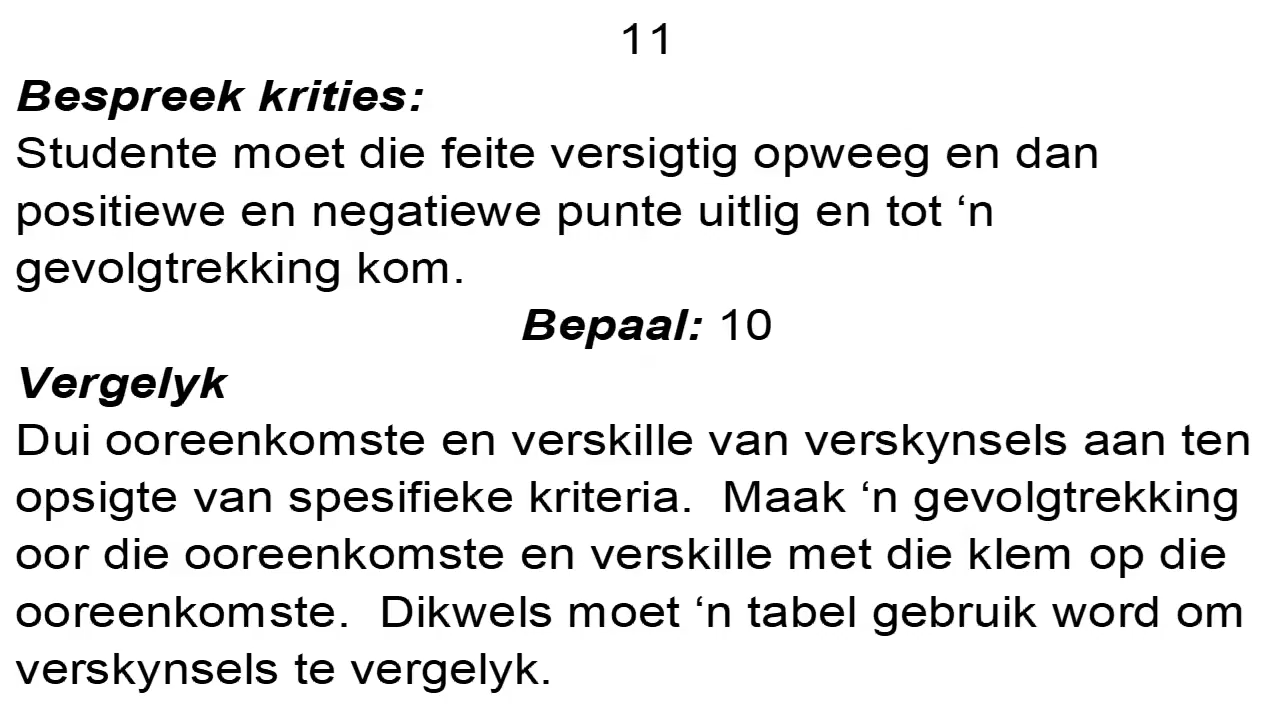 11
Bespreek krities:
Studente moet die feite versigtig opweeg en dan
positiewe en negatiewe punte uitlig en tot ‘n
gevolgtrekking kom.
Bepaal: 10
Vergelyk
Dui ooreenkomste en verskille van verskynsels aan ten
opsigte van spesifieke kriteria.  Maak ‘n gevolgtrekking
oor die ooreenkomste en verskille met die klem op die
ooreenkomste.  Dikwels moet ‘n tabel gebruik word om
verskynsels te vergelyk.